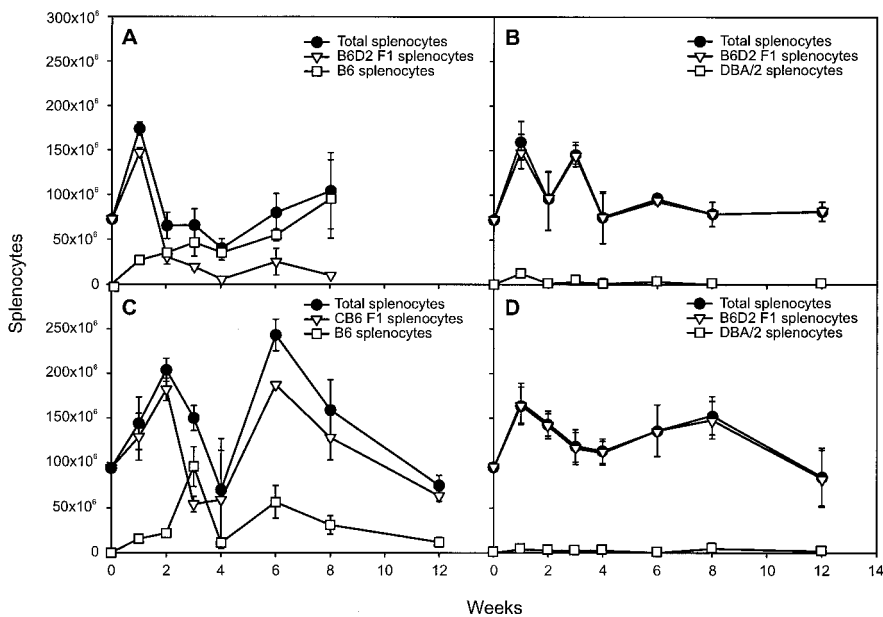 300x10⁶
250x10⁶
200x10⁶
150x10⁶
100x10⁶
50x10⁶
0
A
Total splenocytes
B6D2 F1 splenocytes
B6 splenocytes
B
Total splenocytes
B6D2 F1 splenocytes
DBA/2 splenocytes
Splenocytes
250x10⁶
200x10⁶
150x10⁶
100x10⁶
50x10⁶
0
C
Total splenocytes
CB6 F1 splenocytes
B6 splenocytes
D
Total splenocytes
B6D2 F1 splenocytes
DBA/2 splenocytes
0 2 4 6 8 10 12 0 2 4 6 8 10 12 14
Weeks